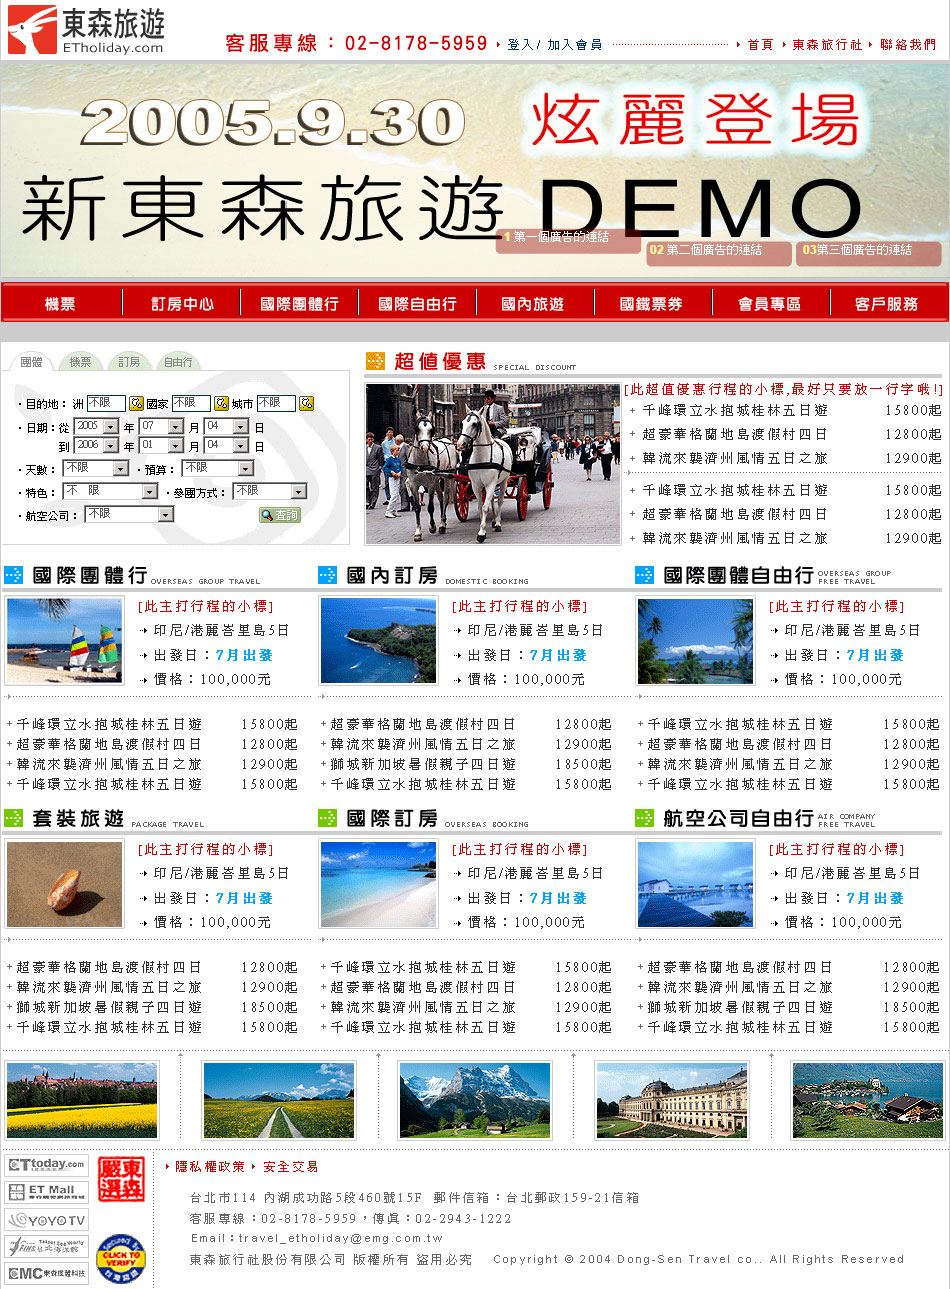 東森旅遊
ETholiday.com
客服專線：02-8178-5959 登入/ 加入會員 首頁 東森旅行社 聯絡我們
2005.9.30 炫麗登場
新東森旅遊 DEMO
1 第一個廣告的連結
02 第二個廣告的連結
03第三個廣告的連結
機票 訂房中心 國際團體行 國際自由行 國內旅遊 國鐵票券 會員專區 客戶服務
團體 機票 訂房 自由行
・目的地： 洲 不限 國家 不限 城市 不限
・日期：從 2005 年 07 月 04 日
到 2006 年 01 月 04 日
・天數： 不限 ・預算： 不限
・特色： 不 限 ・參團方式： 不限
・航空公司： 不限 查詢
超值優惠 SPECIAL DISCOUNT
[此超值優惠行程的小標,最好只要放一行字哦!]
+ 千峰環立水抱城桂林五日遊 15800起
+ 超豪華格蘭地島渡假村四日 12800起
+ 韓流來襲濟州風情五日之旅 12900起
+ 千峰環立水抱城桂林五日遊 15800起
+ 超豪華格蘭地島渡假村四日 12800起
+ 韓流來襲濟州風情五日之旅 12900起
國際團體行 OVERSEAS GROUP TRAVEL
[此主打行程的小標]
印尼/港麗峇里島5日
出發日：7月出發
價格：100,000元
+ 千峰環立水抱城桂林五日遊 15800起
+ 超豪華格蘭地島渡假村四日 12800起
+ 韓流來襲濟州風情五日之旅 12900起
+ 千峰環立水抱城桂林五日遊 15800起
國內訂房 DOMESTIC BOOKING
[此主打行程的小標]
印尼/港麗峇里島5日
出發日：7月出發
價格：100,000元
+ 超豪華格蘭地島渡假村四日 12800起
+ 韓流來襲濟州風情五日之旅 12900起
+ 獅城新加坡暑假親子四日遊 18500起
+ 千峰環立水抱城桂林五日遊 15800起
國際團體自由行 OVERSEAS GROUP
FREE TRAVEL
[此主打行程的小標]
印尼/港麗峇里島5日
出發日：7月出發
價格：100,000元
+ 千峰環立水抱城桂林五日遊 15800起
+ 超豪華格蘭地島渡假村四日 12800起
+ 韓流來襲濟州風情五日之旅 12900起
+ 千峰環立水抱城桂林五日遊 15800起
套裝旅遊 PACKAGE TRAVEL
[此主打行程的小標]
印尼/港麗峇里島5日
出發日：7月出發
價格：100,000元
+ 超豪華格蘭地島渡假村四日 12800起
+ 韓流來襲濟州風情五日之旅 12900起
+ 獅城新加坡暑假親子四日遊 18500起
+ 千峰環立水抱城桂林五日遊 15800起
國際訂房 OVERSEAS BOOKING
[此主打行程的小標]
印尼/港麗峇里島5日
出發日：7月出發
價格：100,000元
+ 千峰環立水抱城桂林五日遊 15800起
+ 超豪華格蘭地島渡假村四日 12800起
+ 韓流來襲濟州風情五日之旅 12900起
+ 千峰環立水抱城桂林五日遊 15800起
航空公司自由行 AIR COMPANY
FREE TRAVEL
[此主打行程的小標]
印尼/港麗峇里島5日
出發日：7月出發
價格：100,000元
+ 超豪華格蘭地島渡假村四日 12800起
+ 韓流來襲濟州風情五日之旅 12900起
+ 獅城新加坡暑假親子四日遊 18500起
+ 千峰環立水抱城桂林五日遊 15800起
ETtoday.com
ET Mall
YOYOTV
Taipei Sea World
台北海洋館
EMC東森媒體科技
東森嚴選
CLICK TO
VERIFY
隱私權政策 安全交易
台北市114 內湖成功路5段460號15F 郵件信箱：台北郵政159-21信箱
客服專線：02-8178-5959，傳真：02-2943-1222
Email：travel_etholiday@emg.com.tw
東森旅行社股份有限公司 版權所有 盜用必究 Copyright © 2004 Dong-Sen Travel co.. All Rights Reserved